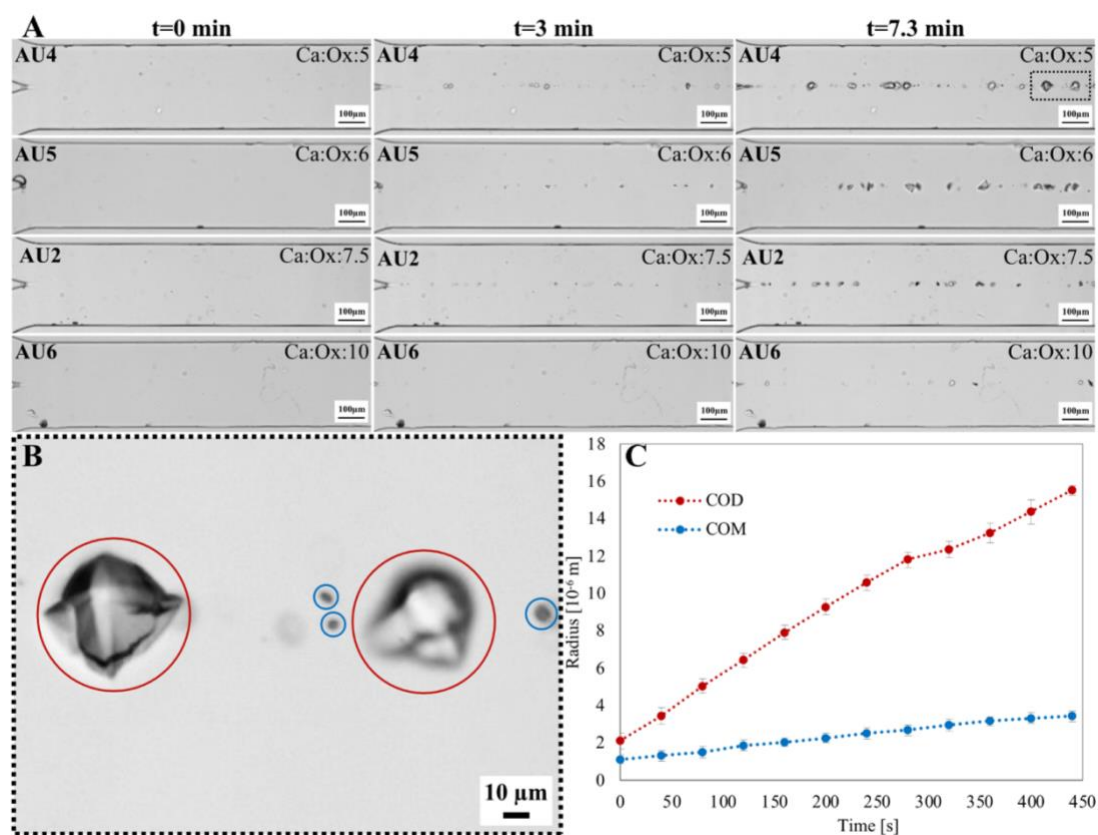 A
t=0 min t=3 min t=7.3 min
AU4 Ca:Ox:5 AU4 Ca:Ox:5 AU4 Ca:Ox:5
100µm 100µm 100µm
AU5 Ca:Ox:6 AU5 Ca:Ox:6 AU5 Ca:Ox:6
100µm 100µm 100µm
AU2 Ca:Ox:7.5 AU2 Ca:Ox:7.5 AU2 Ca:Ox:7.5
100µm 100µm 100µm
AU6 Ca:Ox:10 AU6 Ca:Ox:10 AU6 Ca:Ox:10
100µm 100µm 100µm
B
10 µm
C
COD
COM
Radius [10⁻⁶ m]
18
16
14
12
10
8
6
4
2
0
0 50 100 150 200 250 300 350 400 450
Time [s]